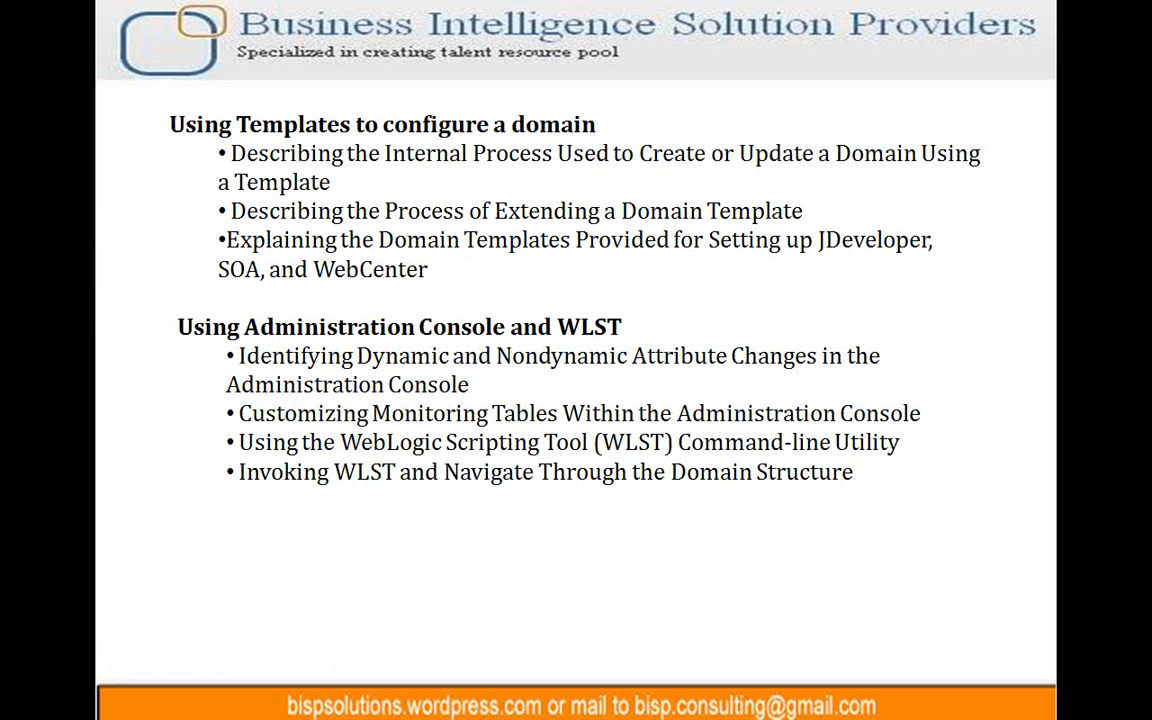 Business Intelligence Solution Providers
Specialized in creating talent resource pool
Using Templates to configure a domain
• Describing the Internal Process Used to Create or Update a Domain Using
a Template
• Describing the Process of Extending a Domain Template
•Explaining the Domain Templates Provided for Setting up JDeveloper,
SOA, and WebCenter
Using Administration Console and WLST
• Identifying Dynamic and Nondynamic Attribute Changes in the
Administration Console
• Customizing Monitoring Tables Within the Administration Console
• Using the WebLogic Scripting Tool (WLST) Command-line Utility
• Invoking WLST and Navigate Through the Domain Structure
bispsolutions.wordpress.com or mail to bisp.consulting@gmail.com